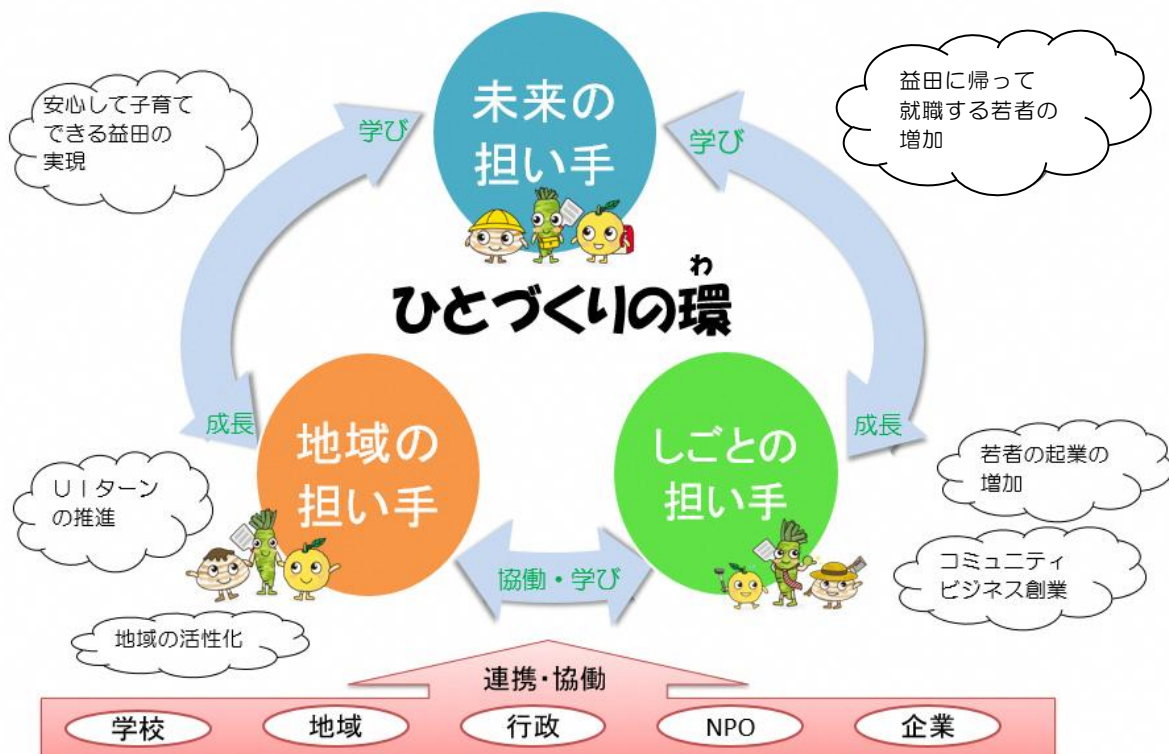 未来の
担い手
安心して子育て
できる益田の
実現
学び
学び
益田に帰って
就職する若者の
増加
わ
ひとづくりの環
成長
地域の
担い手
しごとの
担い手
成長
UIターン
の推進
若者の起業の
増加
協働・学び
コミュニティ
ビジネス創業
地域の活性化
連携・協働
学校
地域
行政
NPO
企業